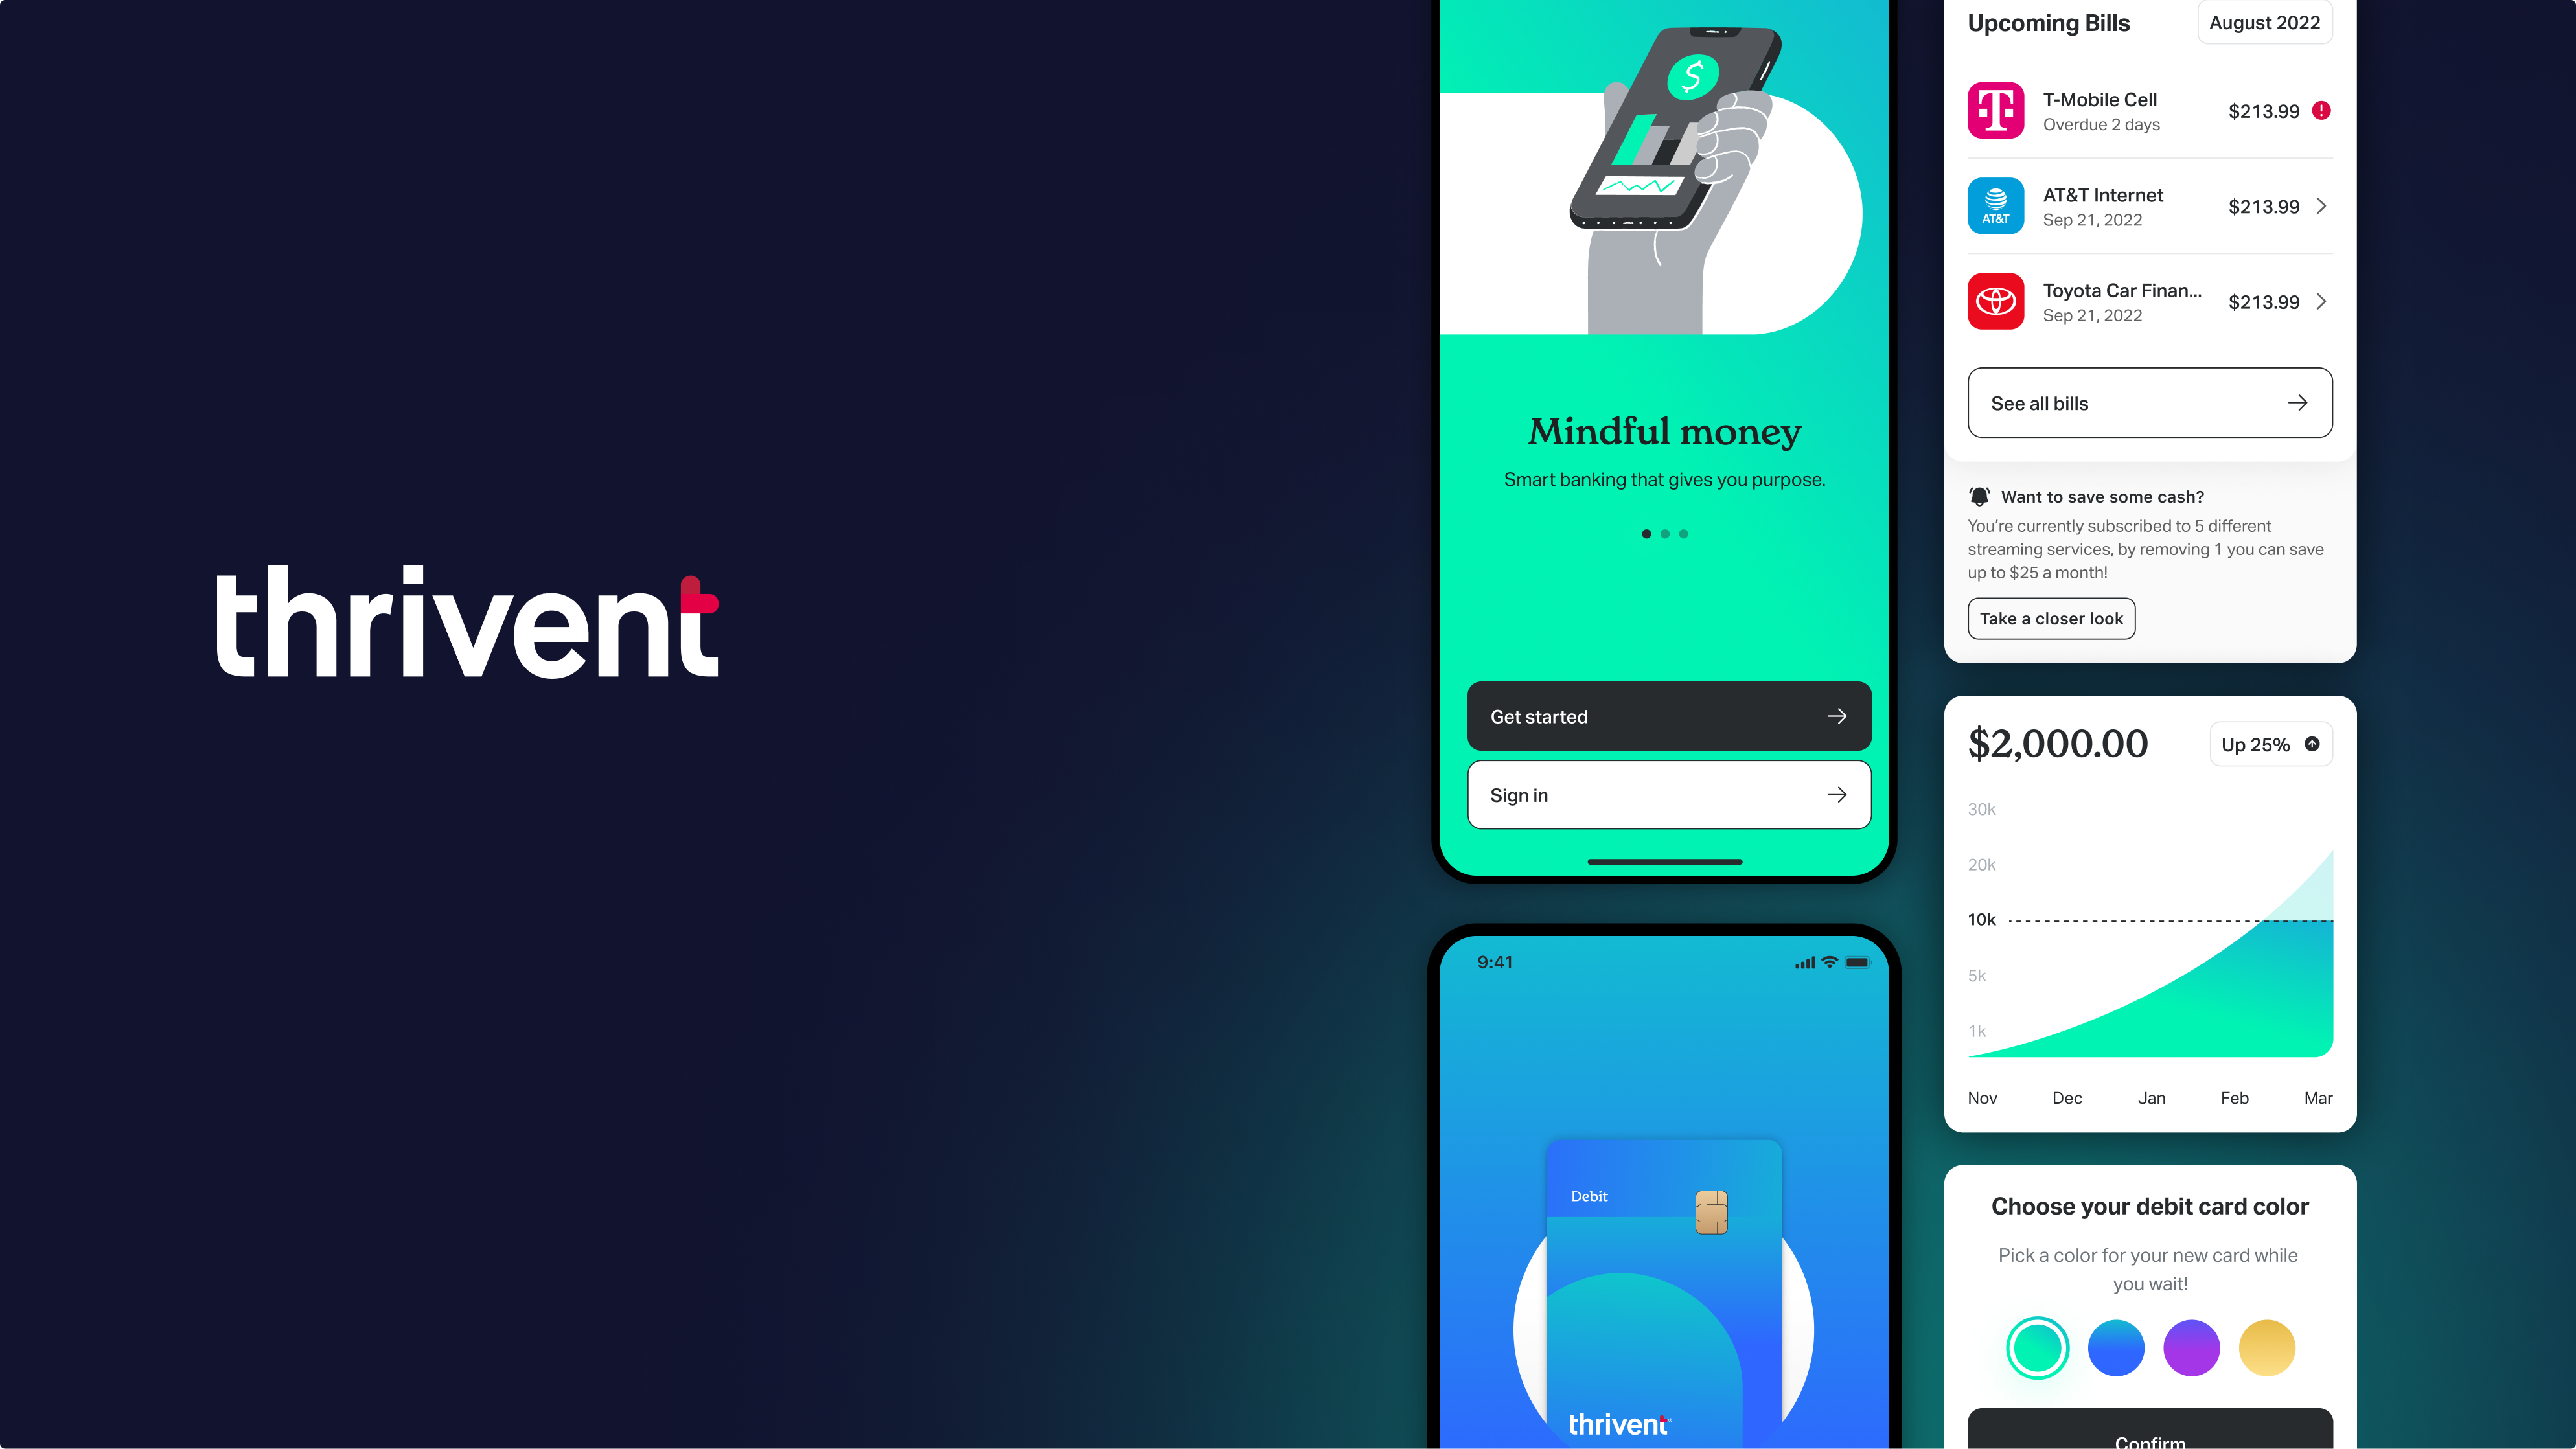 thrivent
Mindful money
Smart banking that gives you purpose.
Get started
Sign in
9:41
Debit
thrivent
Upcoming Bills
August 2022
T-Mobile Cell
Overdue 2 days
$213.99
AT&T
AT&T Internet
Sep 21, 2022
$213.99
Toyota Car Finan...
Sep 21, 2022
$213.99
See all bills
Want to save some cash?
You’re currently subscribed to 5 different
streaming services, by removing 1 you can save
up to $25 a month!
Take a closer look
$2,000.00
Up 25%
30k
20k
10k
5k
1k
Nov Dec Jan Feb Mar
Choose your debit card color
Pick a color for your new card while
you wait!
Confirm